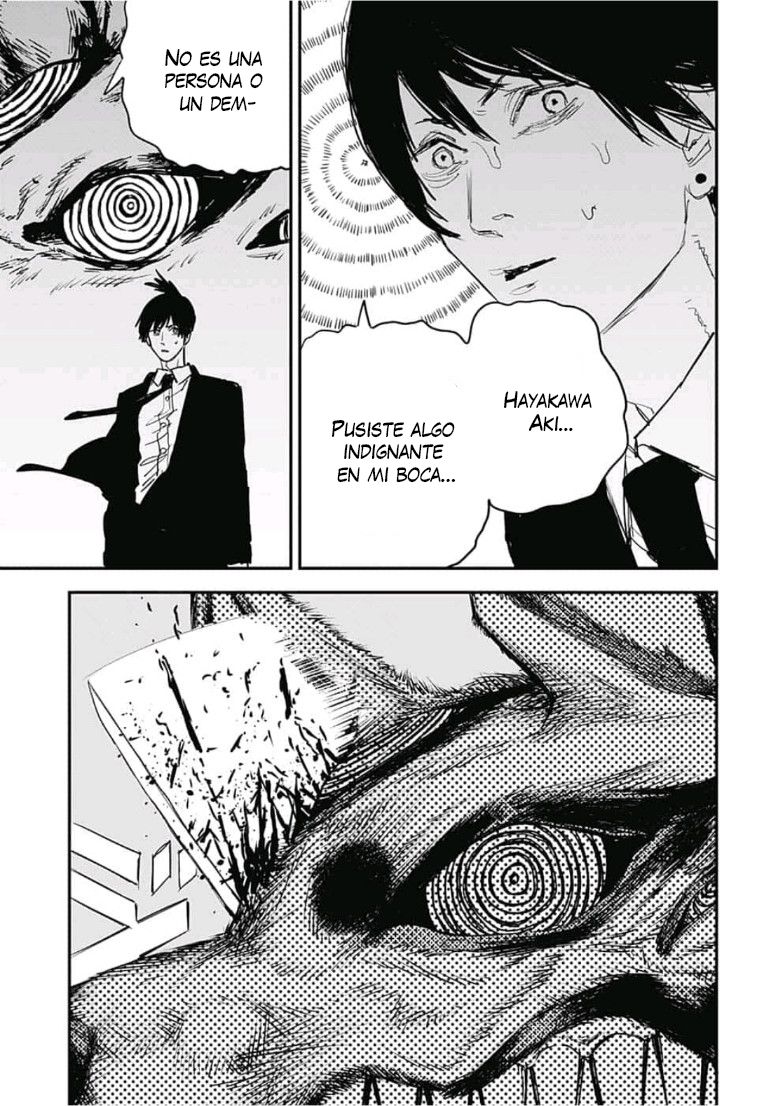 HAYAKAWA
AKI...
PUSISTE ALGO
INDIGNANTE
EN MI BOCA...
NO ES UNA
PERSONA O
UN DEM-